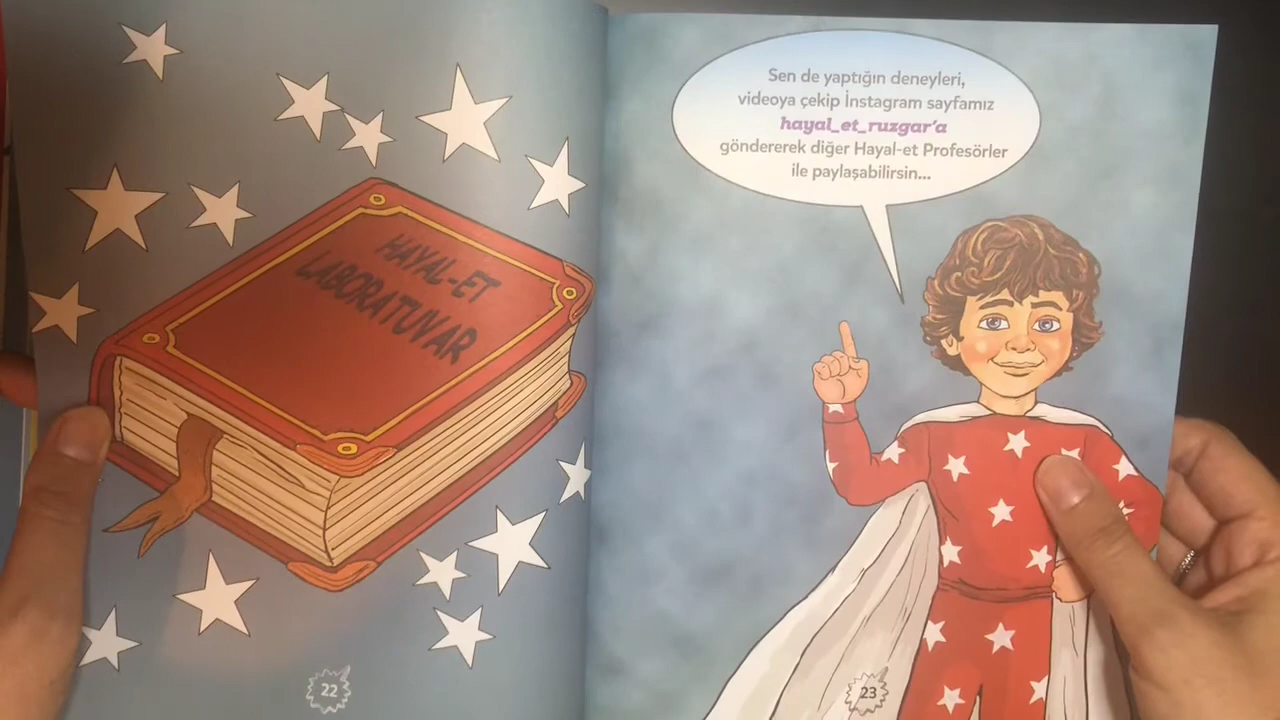 HAYAL-ET
LABORATUVAR
22
Sen de yaptığın deneyleri,
videoya çekip İnstagram sayfamız
hayal_et_ruzgar'a
göndererek diğer Hayal-et Profesörler
ile paylaşabilirsin...
23